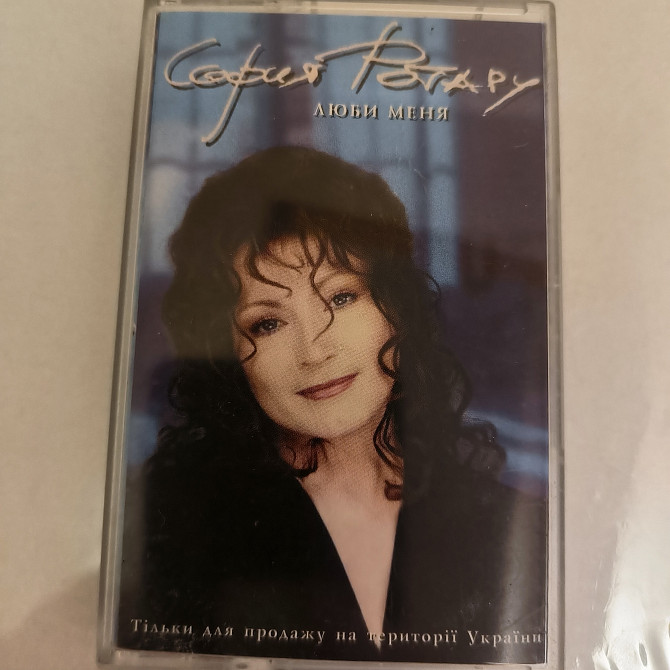 София Ротару
ЛЮБИ МЕНЯ
Тільки для продажу на території України